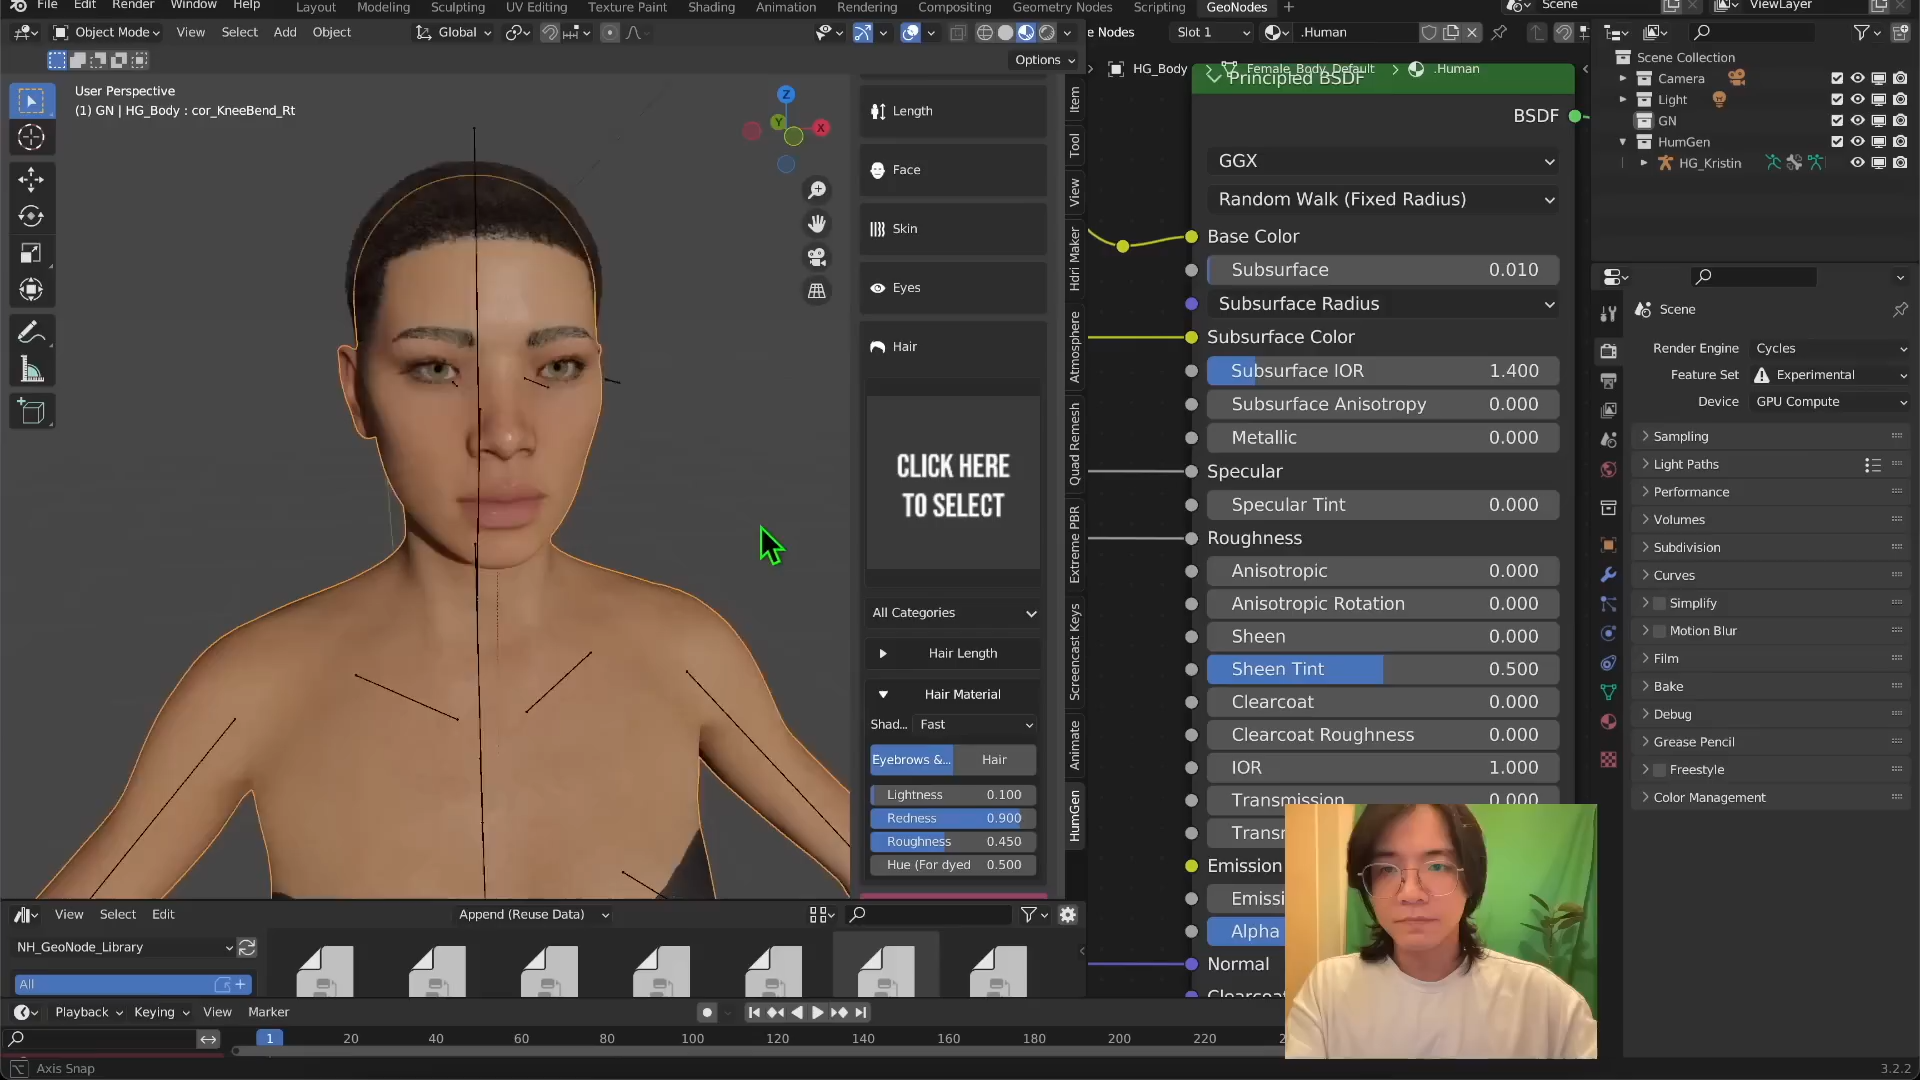 File Edit Render Window Help Layout Modeling Sculpting UV Editing Texture Paint Shading Animation Rendering Compositing Geometry Nodes Scripting GeoNodes + Scene ViewLayer
Object Mode View Select Add Object Global
Options
User Perspective
(1) GN | HG_Body : cor_KneeBend_Rt
Z
Y
X
Length
Face
Skin
Eyes
Hair
CLICK HERE
TO SELECT
All Categories
Hair Length
Hair Material
Shad... Fast
Eyebrows &... Hair
Lightness 0.100
Redness 0.900
Roughness 0.450
Hue (For dyed 0.500
Item
Tool
View
Hdri Maker
Atmosphere
Quad Remesh
Extreme PBR
Screencast Keys
Animate
HumGen
e Nodes Slot 1 .Human
HG_Body Female_Body_Default .Human
Principled BSDF
BSDF
GGX
Random Walk (Fixed Radius)
Base Color
Subsurface 0.010
Subsurface Radius
Subsurface Color
Subsurface IOR 1.400
Subsurface Anisotropy 0.000
Metallic 0.000
Specular
Specular Tint 0.000
Roughness
Anisotropic 0.000
Anisotropic Rotation 0.000
Sheen 0.000
Sheen Tint 0.500
Clearcoat 0.000
Clearcoat Roughness 0.000
IOR 1.000
Transmission 0.000
Transr
Emission
Emissi
Alpha
Normal
Clearcoa
Scene Collection
Camera
Light
GN
HumGen
HG_Kristin
Scene
Render Engine Cycles
Feature Set Experimental
Device GPU Compute
Sampling
Light Paths
Performance
Volumes
Subdivision
Curves
Simplify
Motion Blur
Film
Bake
Debug
Grease Pencil
Freestyle
Color Management
View Select Edit Append (Reuse Data)
NH_GeoNode_Library
All
Playback Keying View Marker
1 20 40 60 80 100 120 140 160 180 200 220
Axis Snap
3.2.2